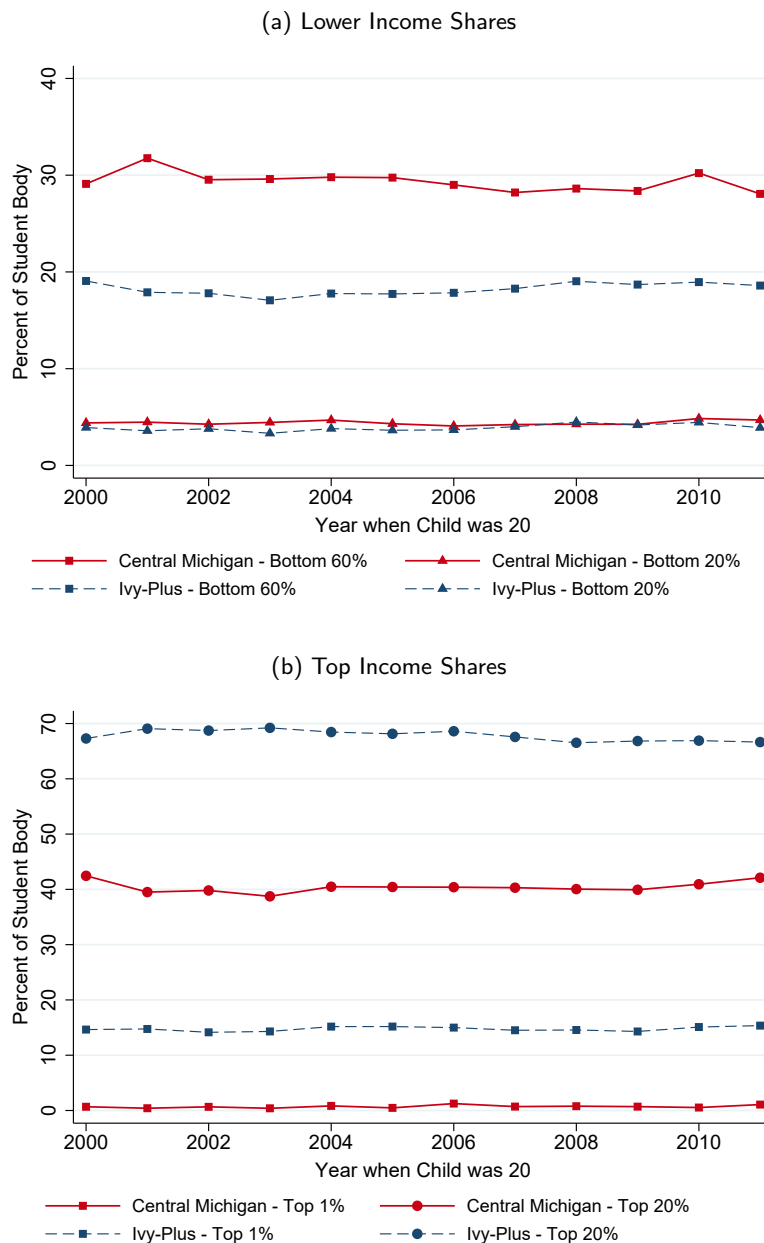 (a) Lower Income Shares
Percent of Student Body
40
30
20
10
0
2000 2002 2004 2006 2008 2010
Year when Child was 20
Central Michigan - Bottom 60% Central Michigan - Bottom 20%
Ivy-Plus - Bottom 60% Ivy-Plus - Bottom 20%
(b) Top Income Shares
Percent of Student Body
70
60
50
40
30
20
10
0
2000 2002 2004 2006 2008 2010
Year when Child was 20
Central Michigan - Top 1% Central Michigan - Top 20%
Ivy-Plus - Top 1% Ivy-Plus - Top 20%